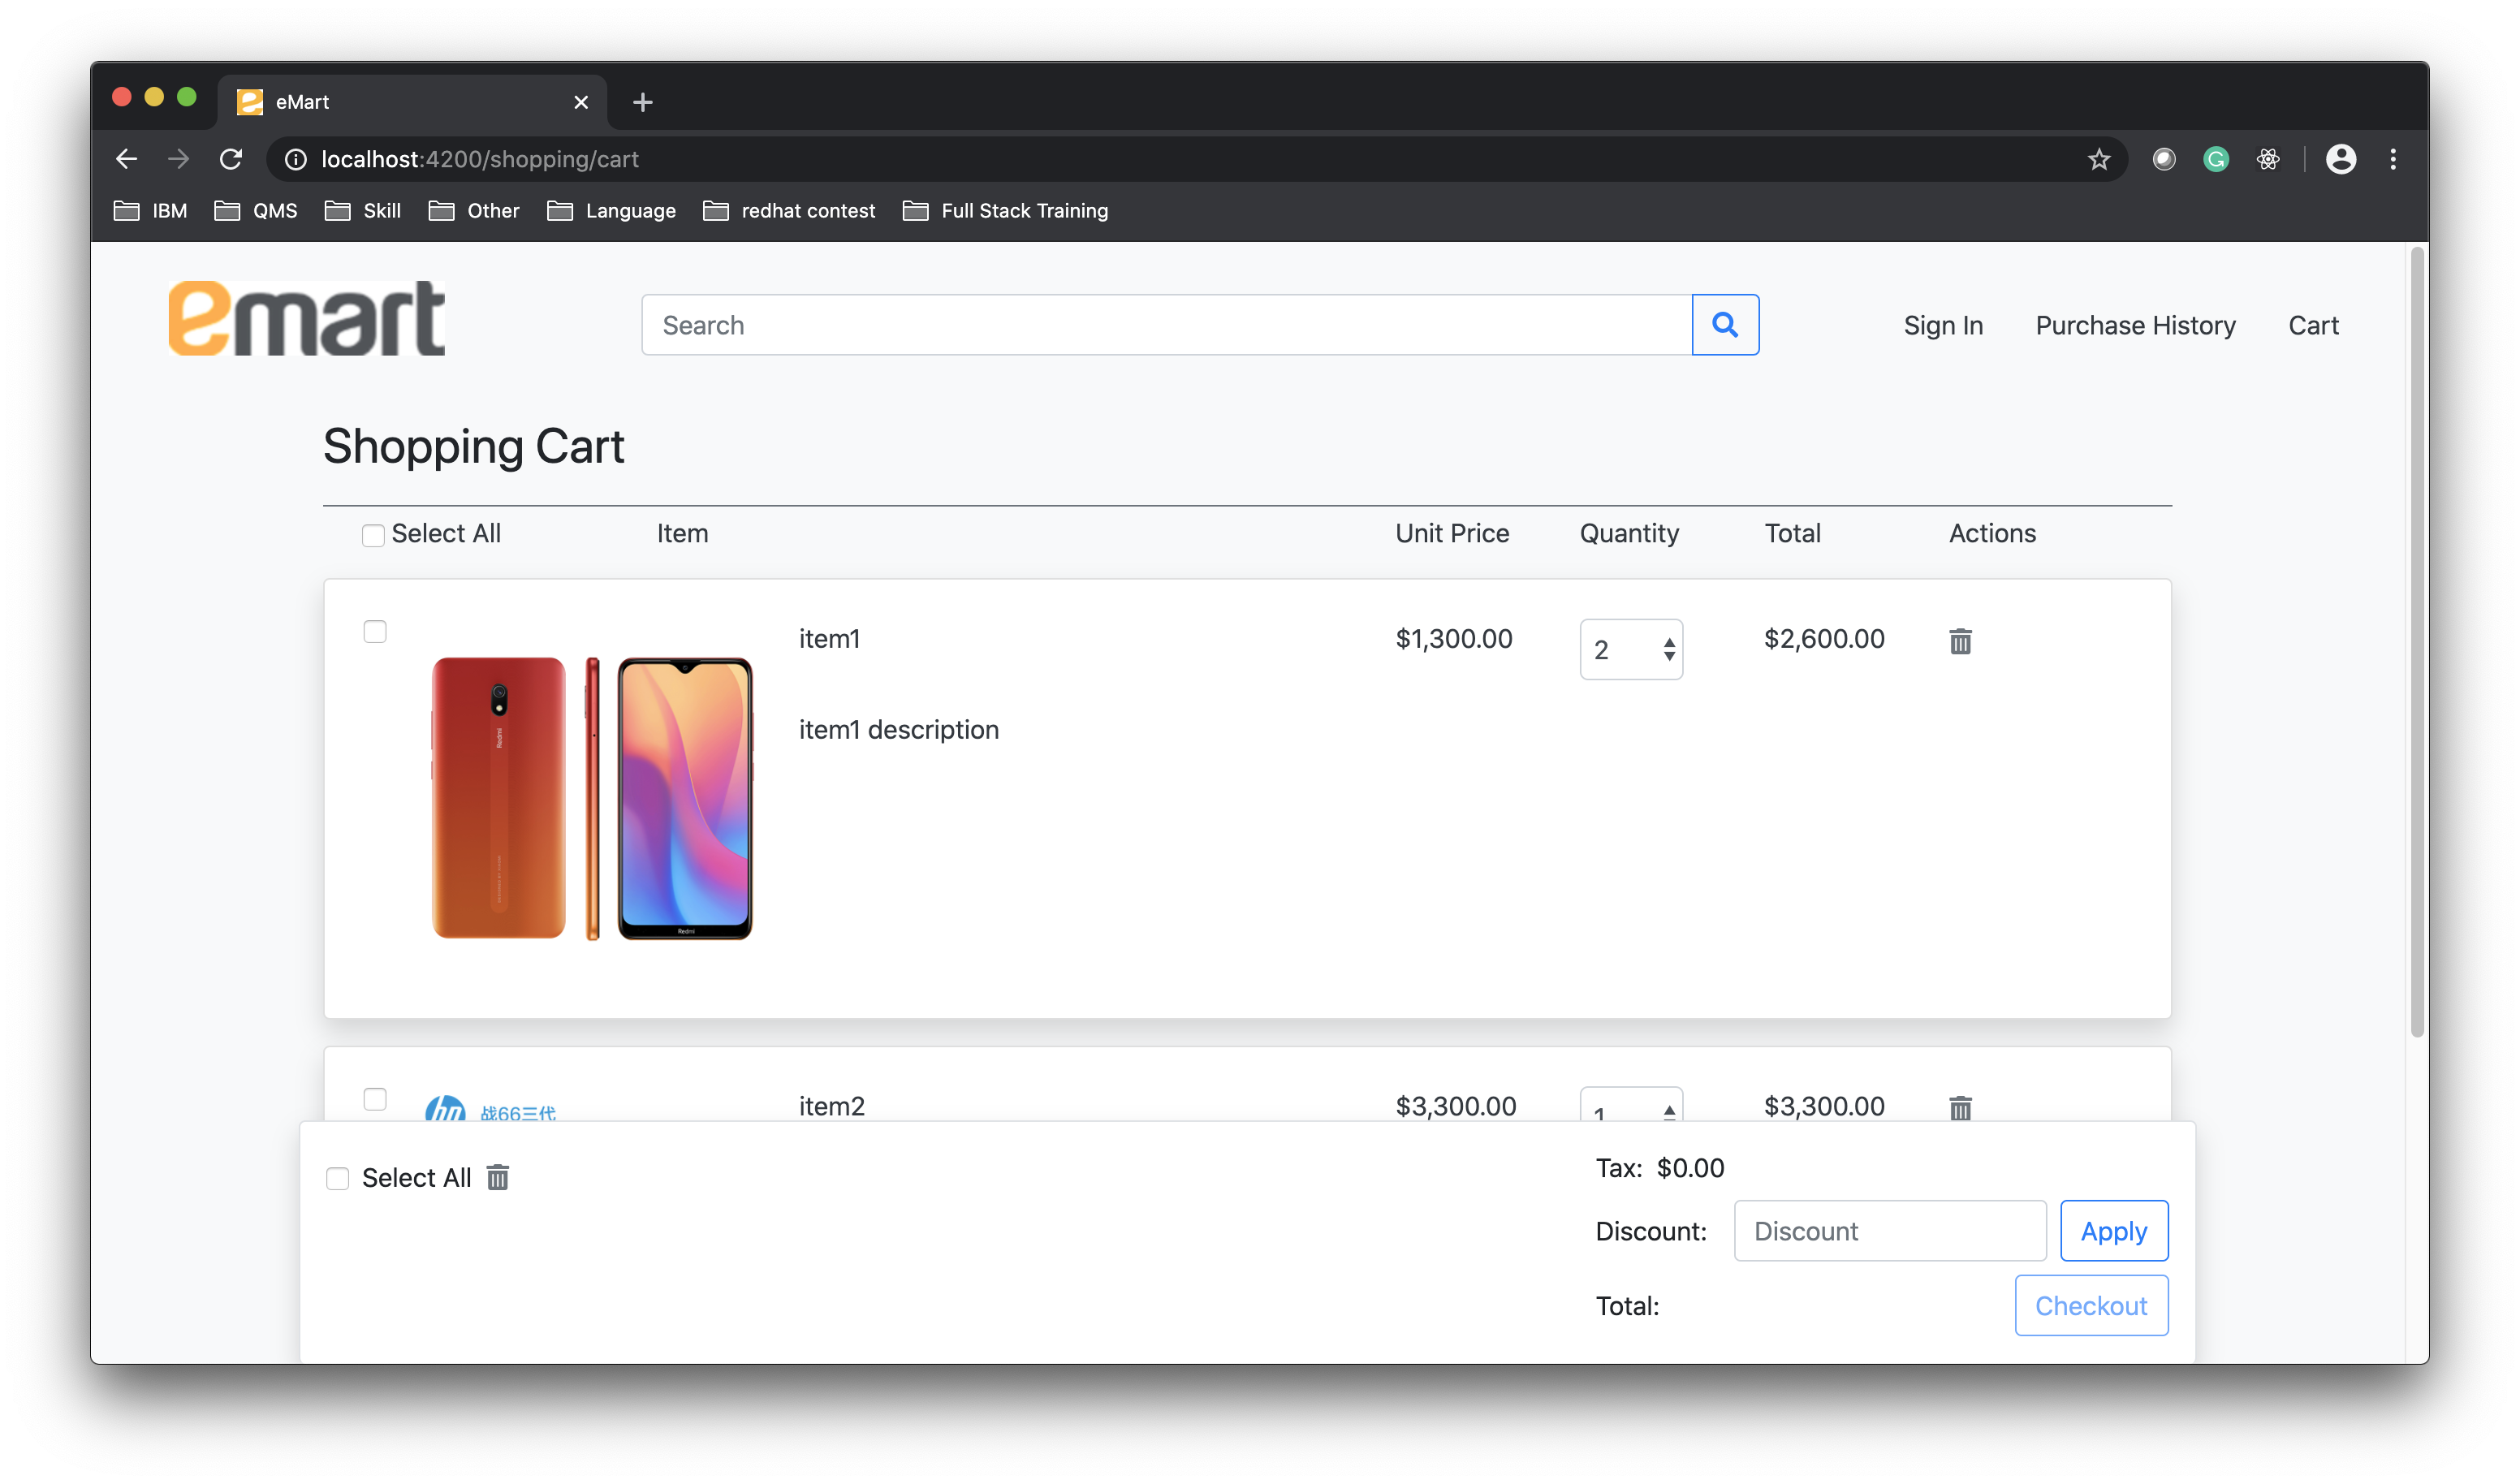 eMart
localhost:4200/shopping/cart
IBM QMS Skill Other Language redhat contest Full Stack Training
emart
Search
Sign In Purchase History Cart
Shopping Cart
Select All Item Unit Price Quantity Total Actions
item1 $1,300.00 2 $2,600.00
item1 description
Redmi
Redmi
item2 $3,300.00 1 $3,300.00
hp 战66三代
Select All
Tax: $0.00
Discount: Discount Apply
Total: Checkout